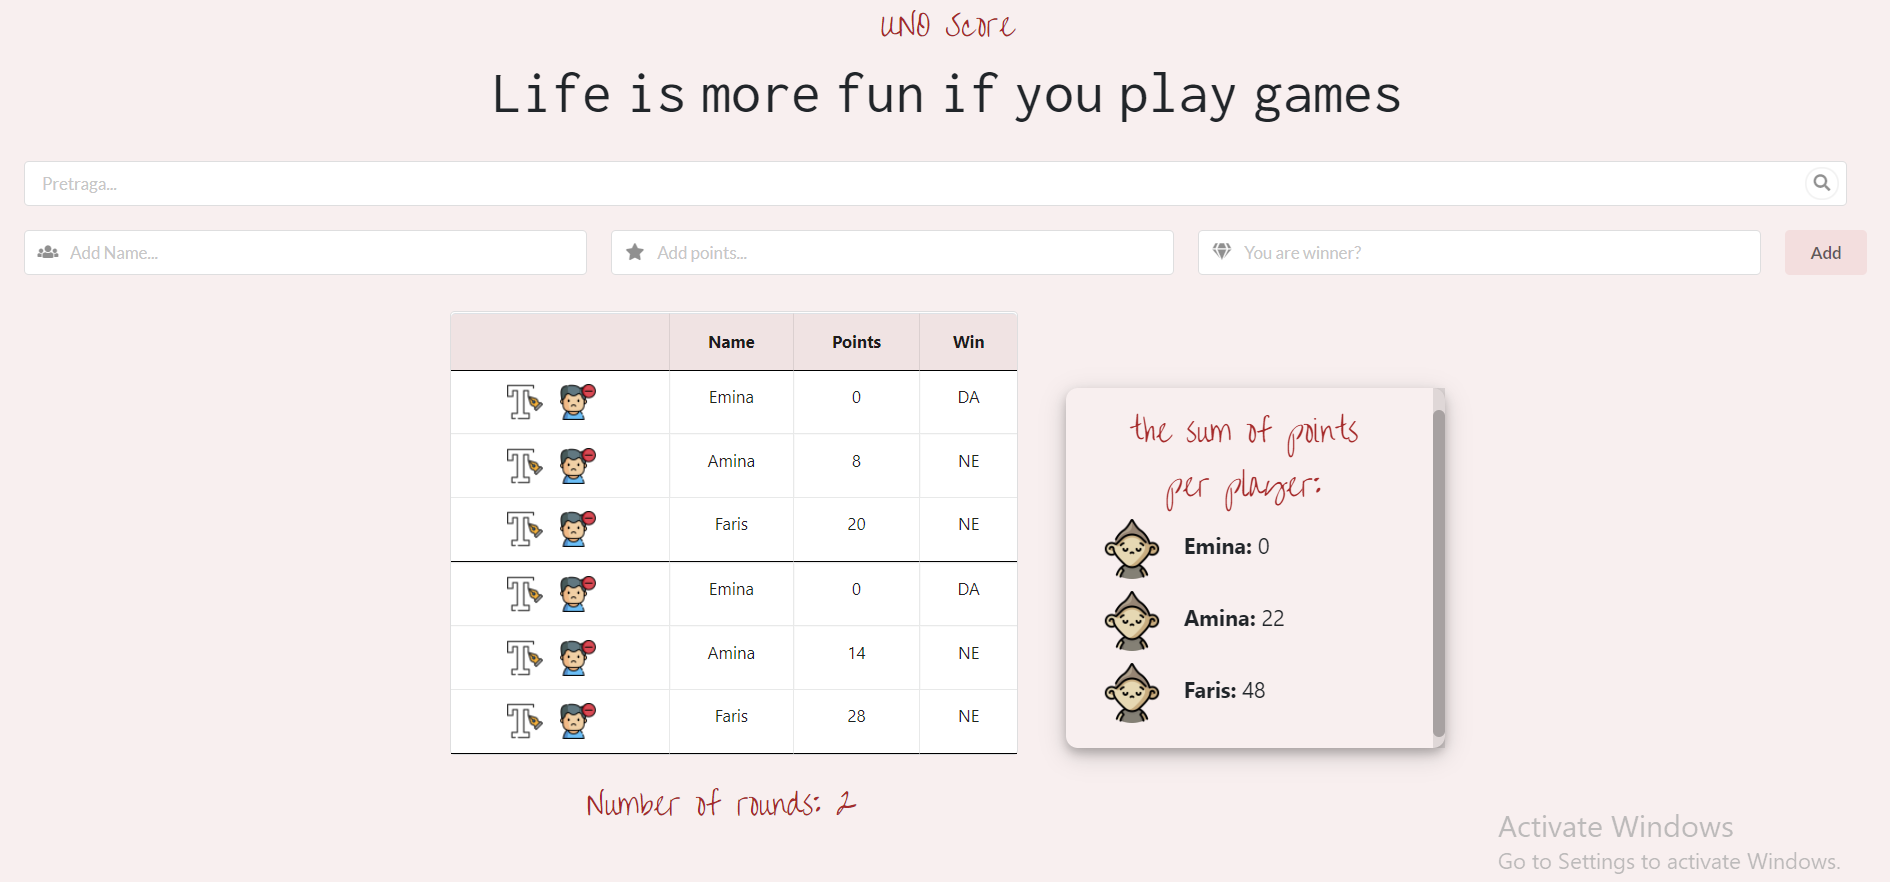 UNO Score
Life is more fun if you play games
Pretraga...
Add Name...
Add points...
You are winner?
Add
Name Points Win
Emina 0 DA
Amina 8 NE
Faris 20 NE
Emina 0 DA
Amina 14 NE
Faris 28 NE
Number of rounds: 2
the sum of points
per player:
Emina: 0
Amina: 22
Faris: 48
Activate Windows
Go to Settings to activate Windows.